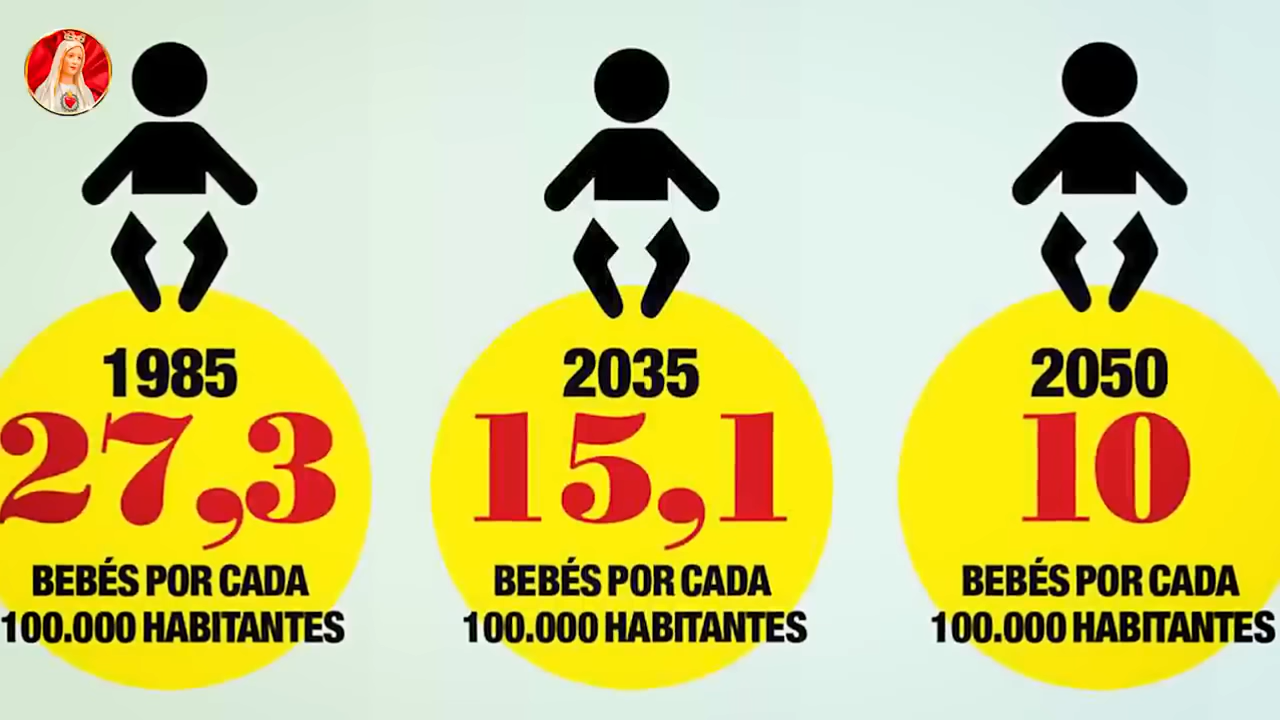 1985
27,3
BEBÉS POR CADA
100.000 HABITANTES
2035
15,1
BEBÉS POR CADA
100.000 HABITANTES
2050
10
BEBÉS POR CADA
100.000 HABITANTES